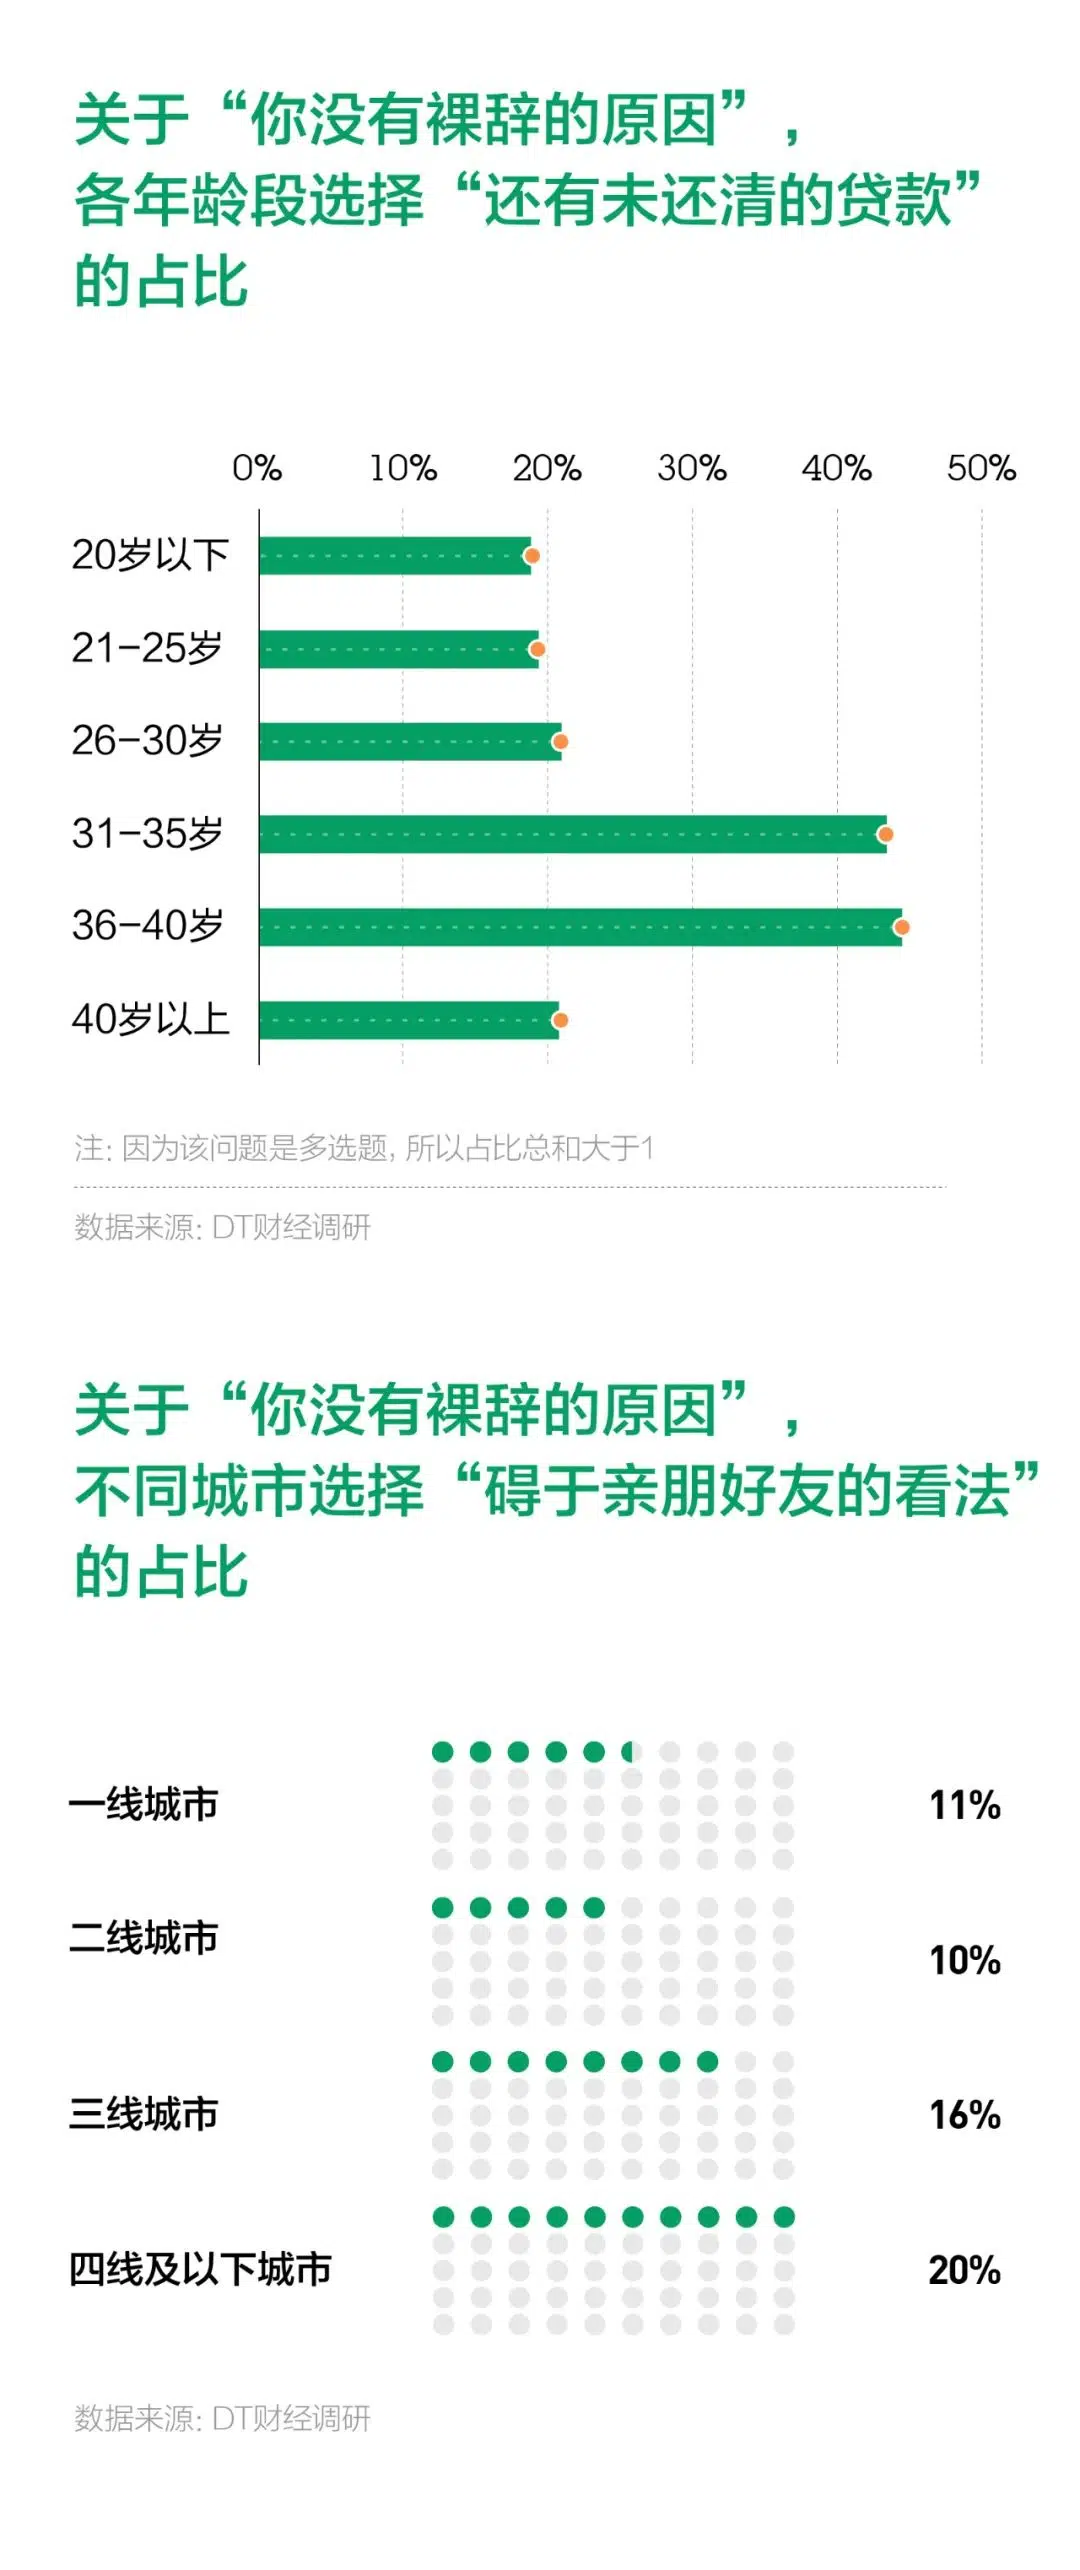 关于“你没有裸辞的原因”，
各年龄段选择“还有未还清的贷款”
的占比
0% 10% 20% 30% 40% 50%
20岁以下
21-25岁
26-30岁
31-35岁
36-40岁
40岁以上
注: 因为该问题是多选题, 所以占比总和大于1
数据来源: DT财经调研
关于“你没有裸辞的原因”，
不同城市选择“碍于亲朋好友的看法”
的占比
一线城市 11%
二线城市 10%
三线城市 16%
四线及以下城市 20%
数据来源: DT财经调研